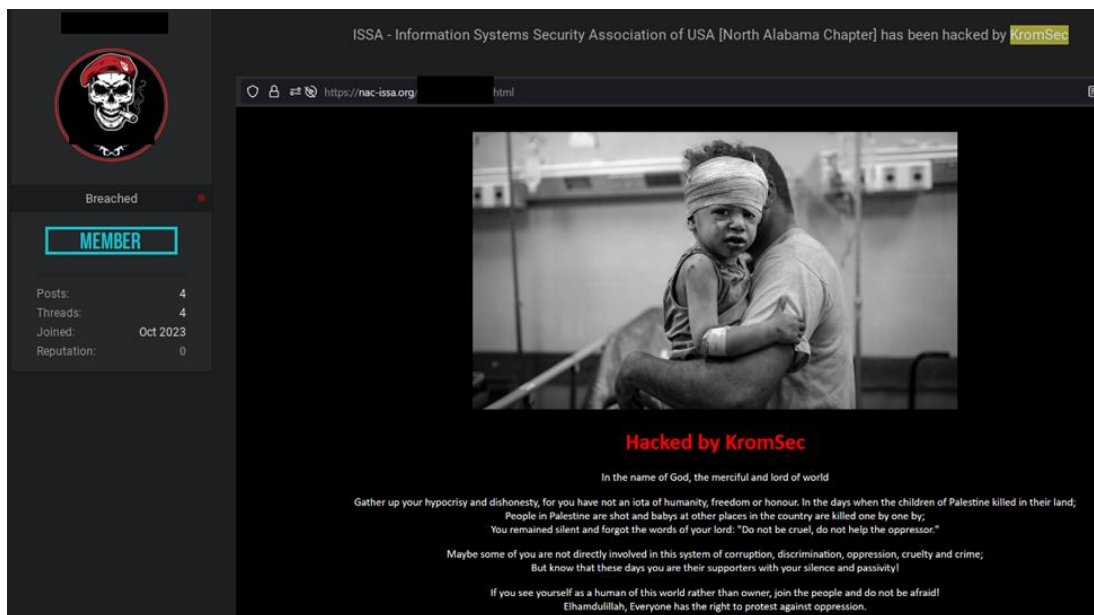 ISSA - Information Systems Security Association of USA [North Alabama Chapter] has been hacked by KromSec
https://nac-issa.org/ html
Breached
MEMBER
Posts: 4
Threads: 4
Joined: Oct 2023
Reputation: 0
Hacked by KromSec
In the name of God, the merciful and lord of world
Gather up your hypocrisy and dishonesty, for you have not an iota of humanity, freedom or honour. In the days when the children of Palestine killed in their land;
People in Palestine are shot and babys at other places in the country are killed one by one by;
You remained silent and forgot the words of your lord: "Do not be cruel, do not help the oppressor."
Maybe some of you are not directly involved in this system of corruption, discrimination, oppression, cruelty and crime;
But know that these days you are their supporters with your silence and passivity!
If you see yourself as a human of this world rather than owner, join the people and do not be afraid!
Elhamdulillah, Everyone has the right to protest against oppression.